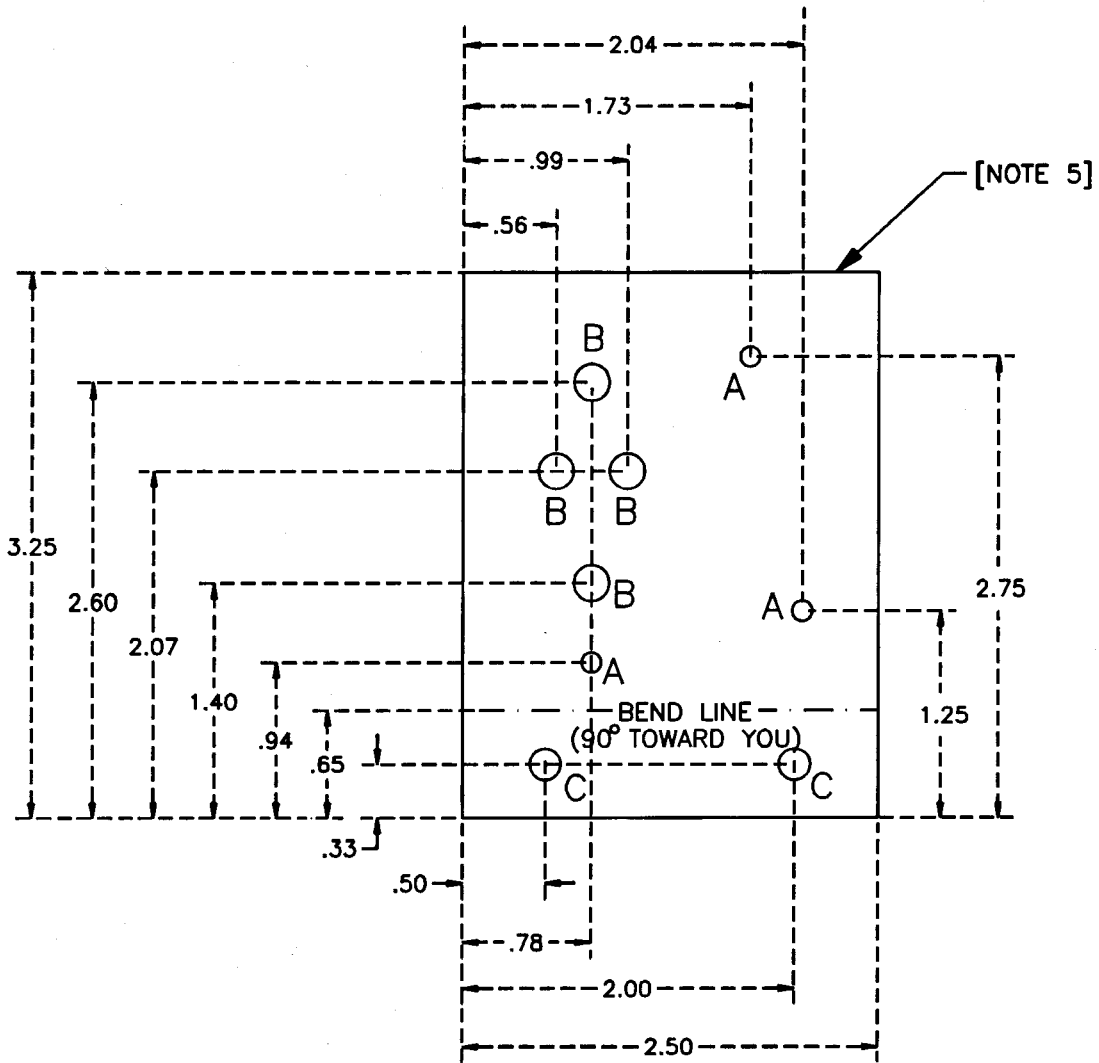 2.04
1.73
.99
[NOTE 5]
.56
B
A
B
B
3.25
B
2.75
2.60
A
2.07
A
1.40
BEND LINE
1.25
.94
(90° TOWARD YOU)
.65
C
C
.33
.50
.78
2.00
2.50